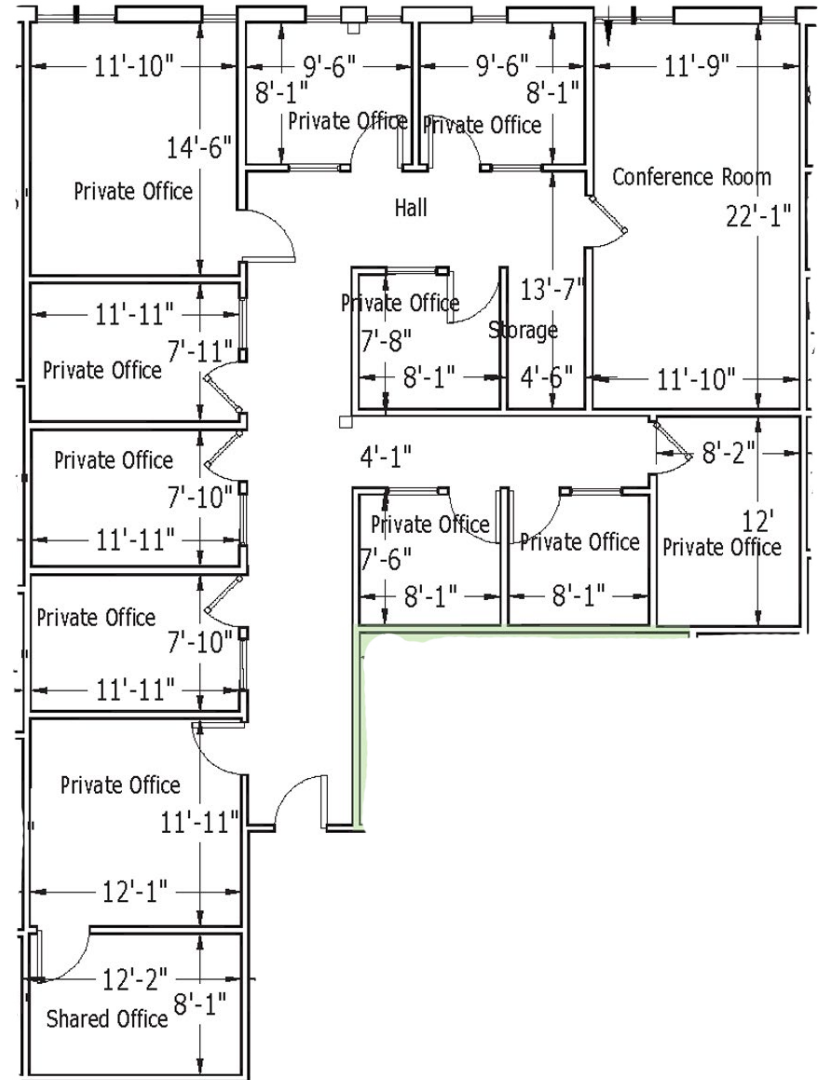 11'-10"
9'-6"
9'-6"
11'-9"
8'-1"
8'-1"
Private Office
Private Office
14'-6"
Private Office
Conference Room
Hall
22'-1"
13'-7"
Private Office
11'-11"
Storage
7'-8"
7'-11"
Private Office
8'-1"
4'-6"
11'-10"
Private Office
4'-1"
8'-2"
7'-10"
Private Office
12'
11'-11"
Private Office
Private Office
7'-6"
8'-1"
8'-1"
Private Office
7'-10"
11'-11"
Private Office
11'-11"
12'-1"
12'-2"
8'-1"
Shared Office